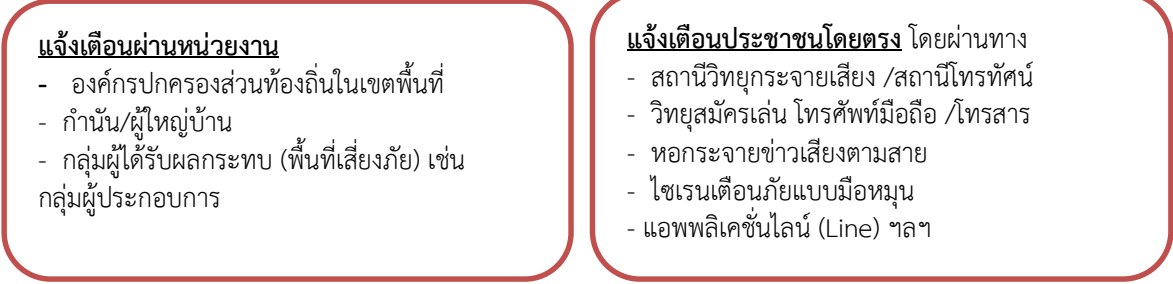 แจ้งเตือนผ่านหน่วยงาน
- องค์กรปกครองส่วนท้องถิ่นในเขตพื้นที่
- กำนัน/ผู้ใหญ่บ้าน
- กลุ่มผู้ได้รับผลกระทบ (พื้นที่เสี่ยงภัย) เช่น
กลุ่มผู้ประกอบการ
แจ้งเตือนประชาชนโดยตรง โดยผ่านทาง
- สถานีวิทยุกระจายเสียง /สถานีโทรทัศน์
- วิทยุสมัครเล่น โทรศัพท์มือถือ /โทรสาร
- หอกระจายข่าวเสียงตามสาย
- ไซเรนเตือนภัยแบบมือหมุน
- แอพพลิเคชั่นไลน์ (Line) ฯลฯ